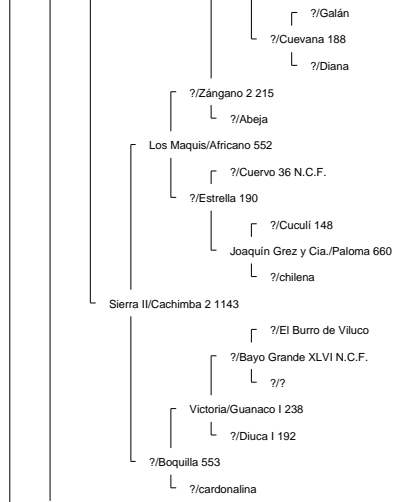 ?/Galán
?/Cuevana 188
?/Diana
?/Zángano 2 215
?/Abeja
Los Maquis/Africano 552
?/Cuervo 36 N.C.F.
?/Estrella 190
?/Cuculí 148
Joaquín Grez y Cia./Paloma 660
?/chilena
Sierra II/Cachimba 2 1143
?/El Burro de Viluco
?/Bayo Grande XLVI N.C.F.
?/?
Victoria/Guanaco I 238
?/Diuca I 192
?/Boquilla 553
?/cardonalina